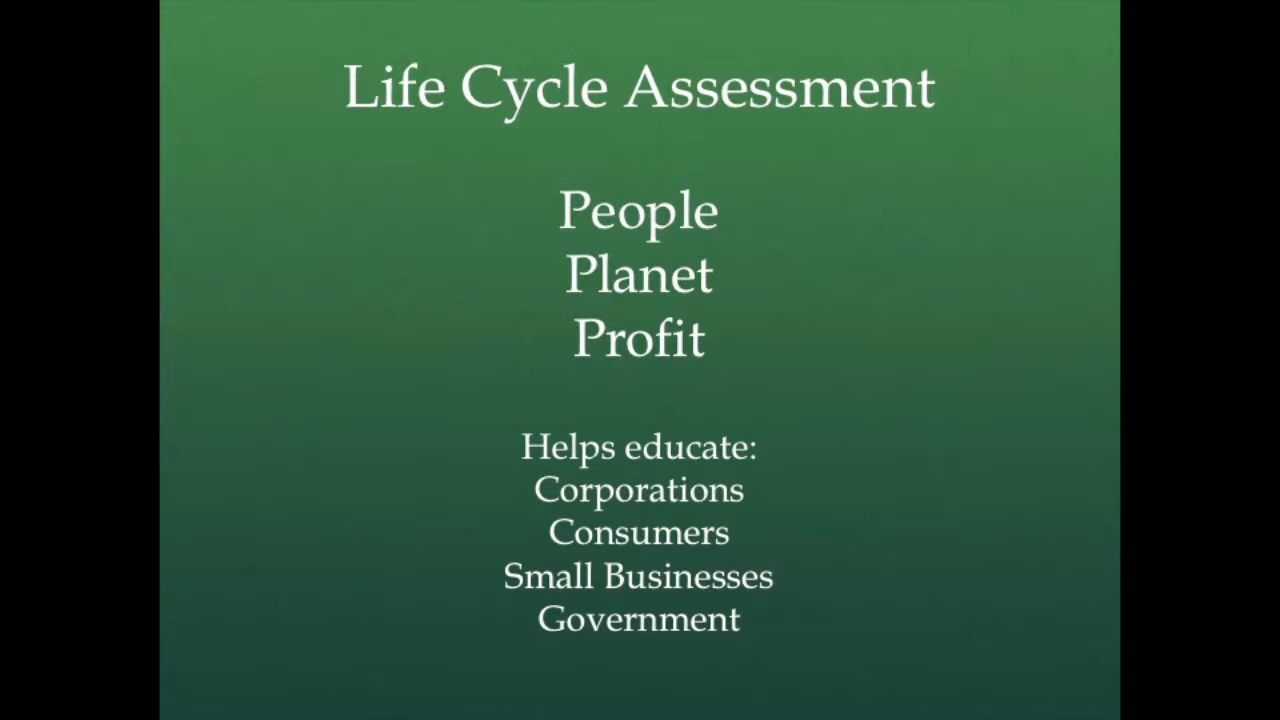 Life Cycle Assessment
People
Planet
Profit
Helps educate:
Corporations
Consumers
Small Businesses
Government